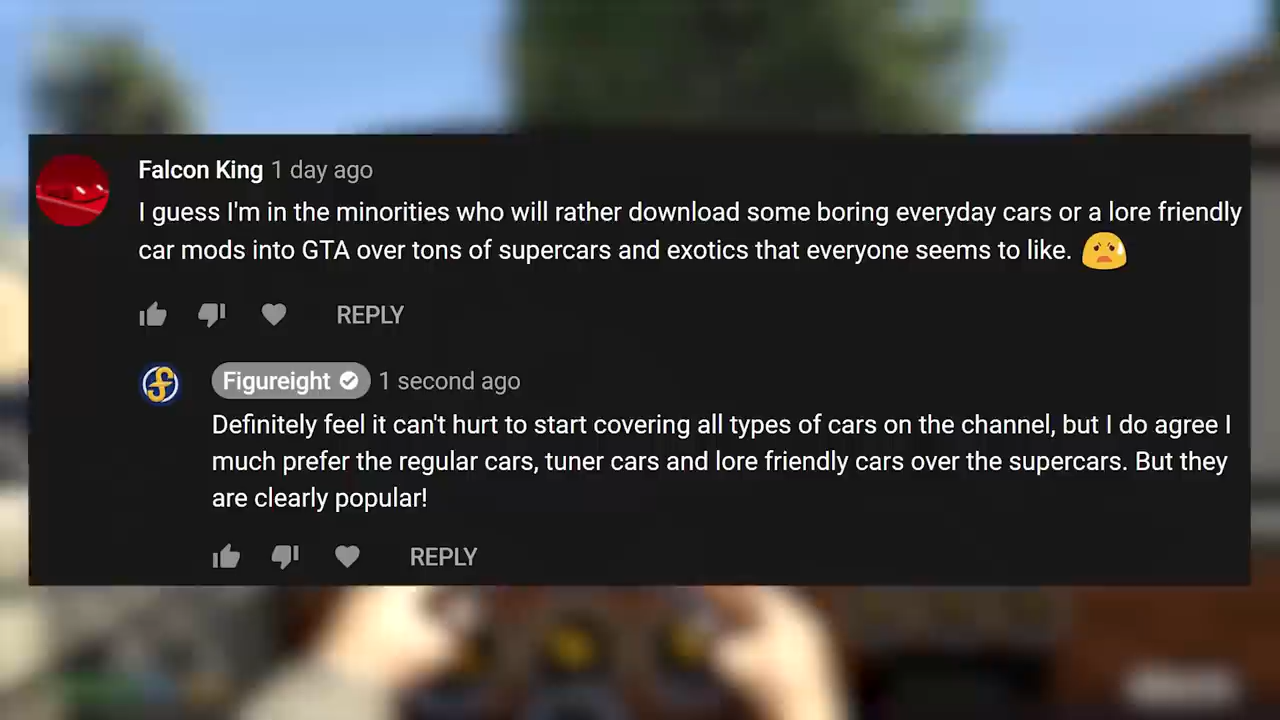 Falcon King 1 day ago
I guess I'm in the minorities who will rather download some boring everyday cars or a lore friendly
car mods into GTA over tons of supercars and exotics that everyone seems to like. 😧
REPLY
Figureight 1 second ago
Definitely feel it can't hurt to start covering all types of cars on the channel, but I do agree I
much prefer the regular cars, tuner cars and lore friendly cars over the supercars. But they
are clearly popular!
REPLY